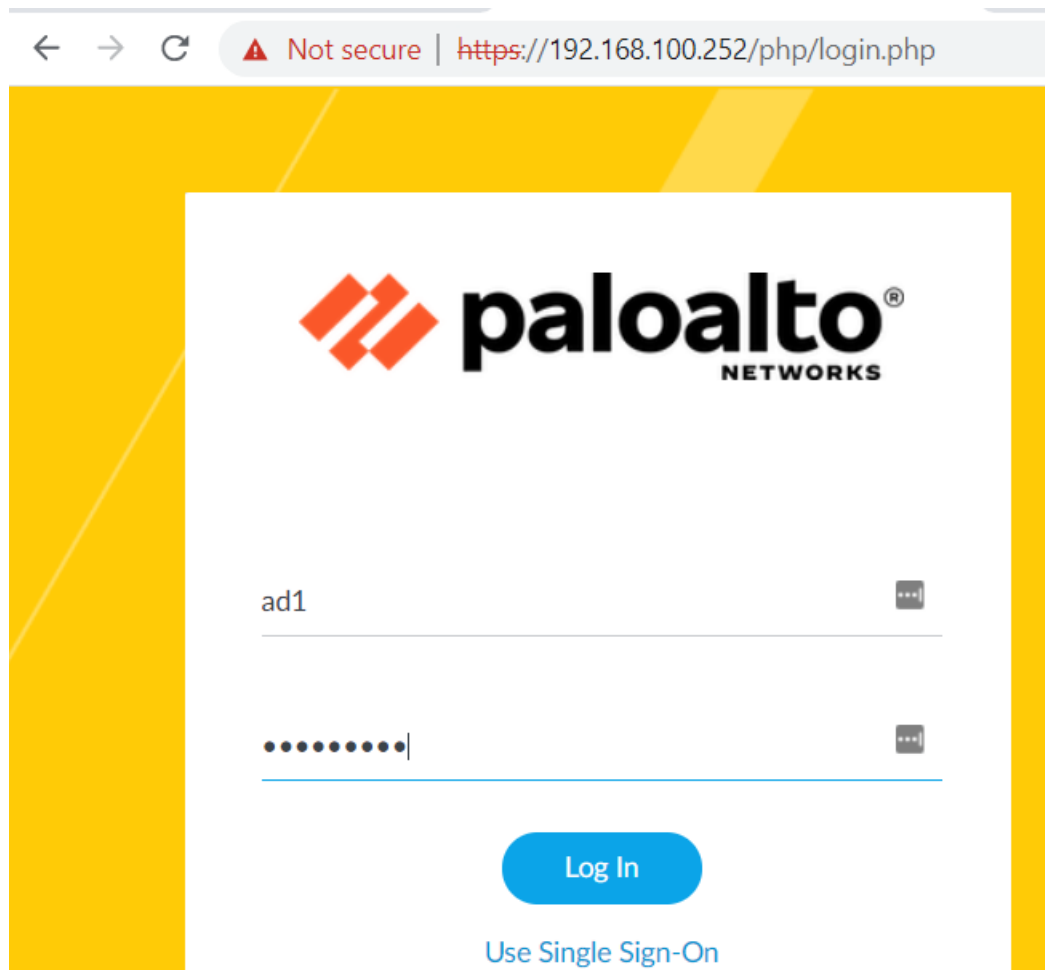 Not secure | https://192.168.100.252/php/login.php
paloalto®
NETWORKS
ad1
•••••••••
Log In
Use Single Sign-On